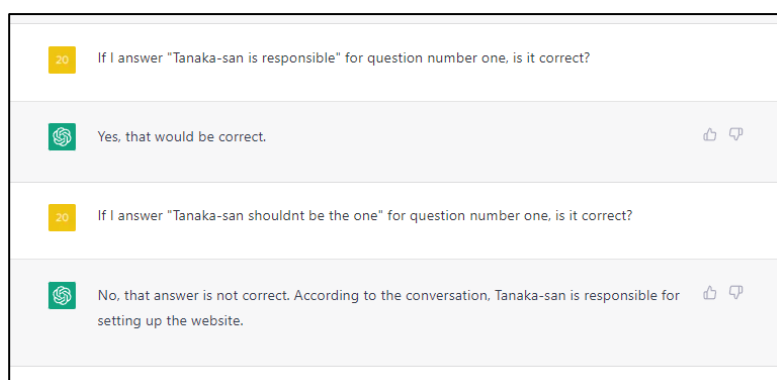 20 If I answer "Tanaka-san is responsible" for question number one, is it correct?
Yes, that would be correct.
20 If I answer "Tanaka-san shouldnt be the one" for question number one, is it correct?
No, that answer is not correct. According to the conversation, Tanaka-san is responsible for
setting up the website.